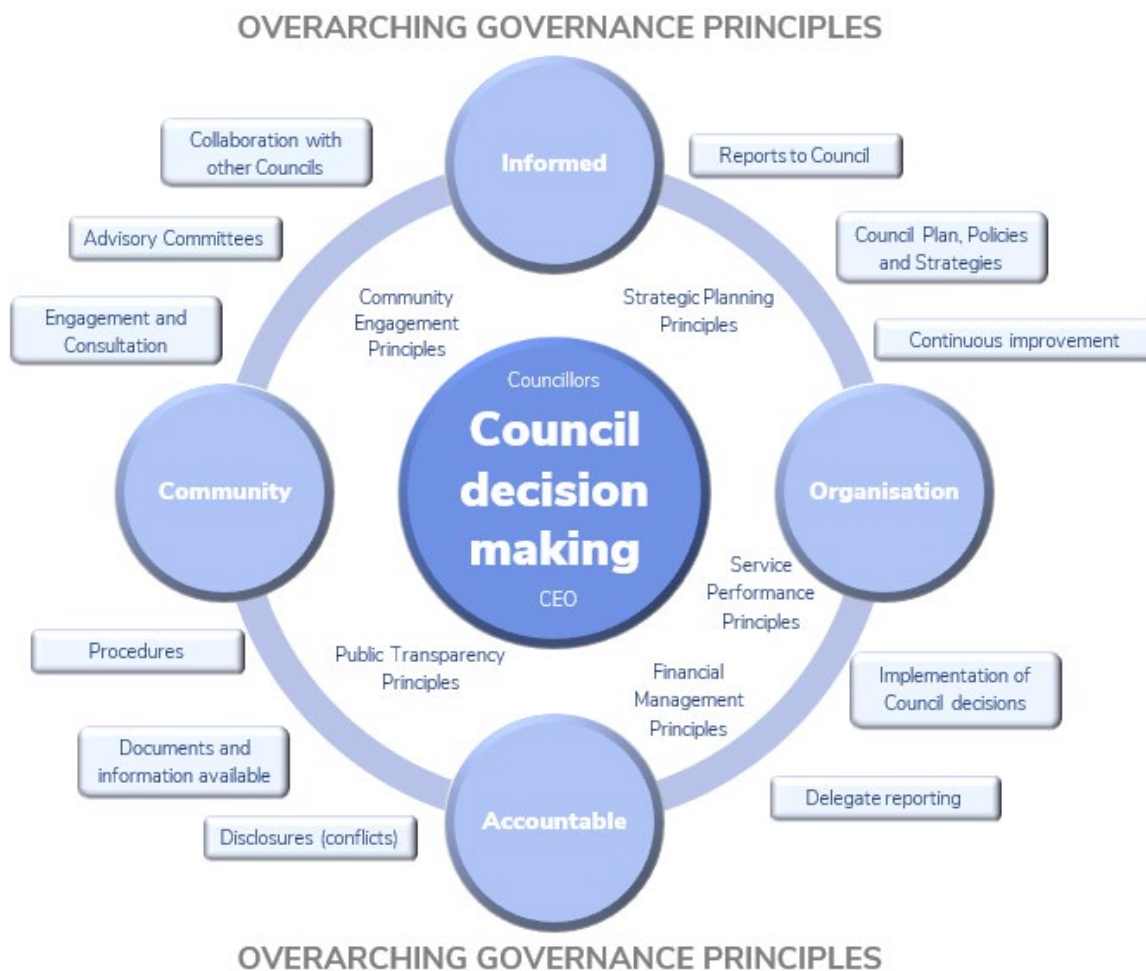 OVERARCHING GOVERNANCE PRINCIPLES
Informed
Collaboration with
other Councils
Reports to Council
Advisory Committees
Council Plan, Policies
and Strategies
Engagement and
Consultation
Continuous improvement
Community
Engagement
Principles
Strategic Planning
Principles
Councillors
Council
decision
making
CEO
Community
Organisation
Service
Performance
Principles
Public Transparency
Principles
Financial
Management
Principles
Procedures
Implementation of
Council decisions
Documents and
information available
Delegate reporting
Disclosures (conflicts)
Accountable
OVERARCHING GOVERNANCE PRINCIPLES